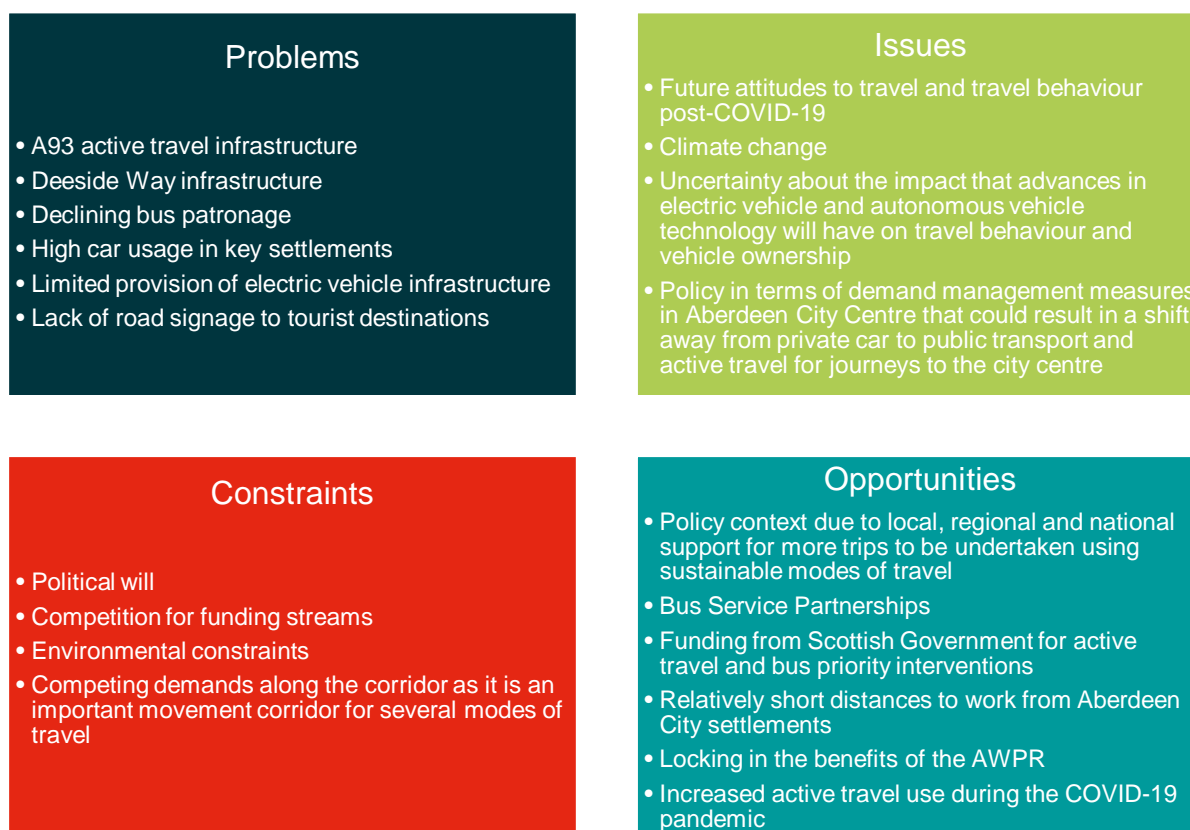 Problems
• A93 active travel infrastructure
• Deeside Way infrastructure
• Declining bus patronage
• High car usage in key settlements
• Limited provision of electric vehicle infrastructure
• Lack of road signage to tourist destinations
Issues
• Future attitudes to travel and travel behaviour
post-COVID-19
• Climate change
• Uncertainty about the impact that advances in
electric vehicle and autonomous vehicle
technology will have on travel behaviour and
vehicle ownership
• Policy in terms of demand management measures
in Aberdeen City Centre that could result in a shift
away from private car to public transport and
active travel for journeys to the city centre
Constraints
• Political will
• Competition for funding streams
• Environmental constraints
• Competing demands along the corridor as it is an
important movement corridor for several modes of
travel
Opportunities
• Policy context due to local, regional and national
support for more trips to be undertaken using
sustainable modes of travel
• Bus Service Partnerships
• Funding from Scottish Government for active
travel and bus priority interventions
• Relatively short distances to work from Aberdeen
City settlements
• Locking in the benefits of the AWPR
• Increased active travel use during the COVID-19
pandemic